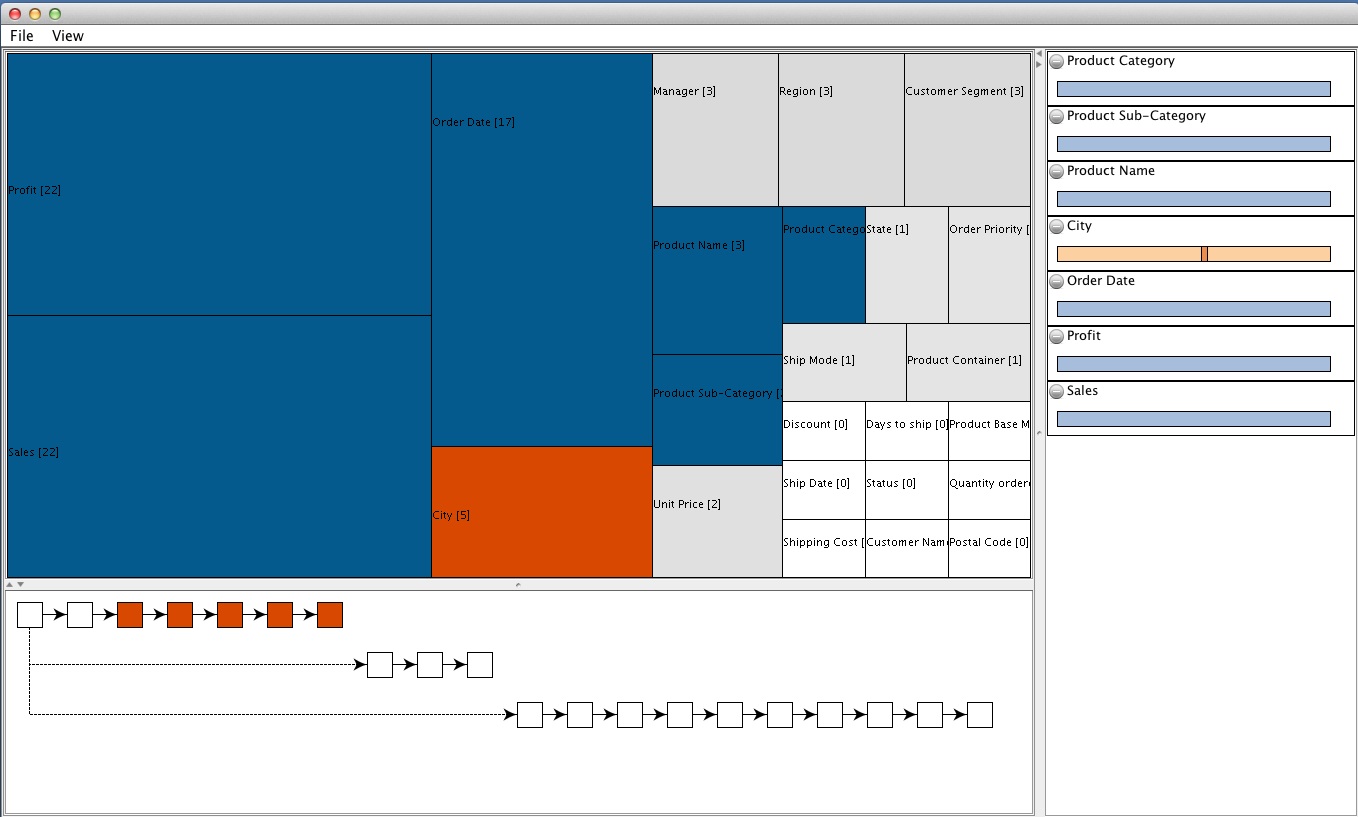 File View
Profit [22]
Sales [22]
Order Date [17]
City [5]
Manager [3]
Region [3]
Customer Segment [3]
Product Name [3]
Product Catego
State [1]
Order Priority [
Product Sub-Category [
Ship Mode [1]
Product Container [1]
Unit Price [2]
Discount [0]
Days to ship [0]
Product Base M
Ship Date [0]
Status [0]
Quantity order
Shipping Cost [
Customer Nam
Postal Code [0]
Product Category
Product Sub-Category
Product Name
City
Order Date
Profit
Sales